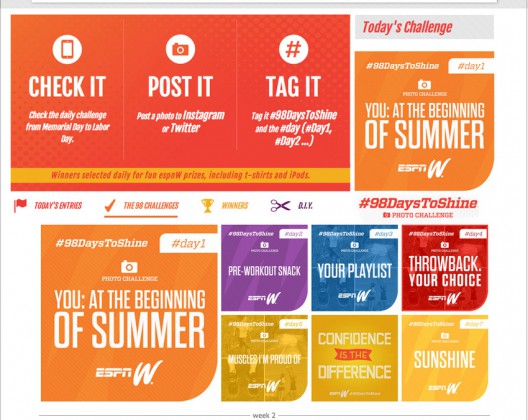 Today's Challenge
CHECK IT
Check the daily challenge
from Memorial Day to Labor
Day.
POST IT
Post a photo to Instagram
or Twitter
TAG IT
Tag it #98DaysToShine
and the #day (#Day1,
#Day2 ...)
Winners selected daily for fun espnW prizes, including t-shirts and iPods.
#98DaysToShine #day1
PHOTO CHALLENGE
YOU: AT THE BEGINNING
OF SUMMER
ESPN W
TODAY'S ENTRIES
THE 98 CHALLENGES
WINNERS
D.I.Y.
#98DaysToShine
PHOTO CHALLENGE
#98DaysToShine #day1
PHOTO CHALLENGE
YOU: AT THE BEGINNING
OF SUMMER
ESPN W
#98DaysToShine #day2
PHOTO CHALLENGE
PRE-WORKOUT SNACK
ESPN W
#98DaysToShine #day3
PHOTO CHALLENGE
YOUR PLAYLIST
ESPN W
#98DaysToShine #day4
PHOTO CHALLENGE
THROWBACK.
YOUR CHOICE
ESPN W
#98DaysToShine #day5
PHOTO CHALLENGE
MUSCLES I'M PROUD OF
ESPN W
CONFIDENCE
IS THE
DIFFERENCE
ESPN W #98DaysToShine
#98DaysToShine #day7
PHOTO CHALLENGE
SUNSHINE
ESPN W
week 2